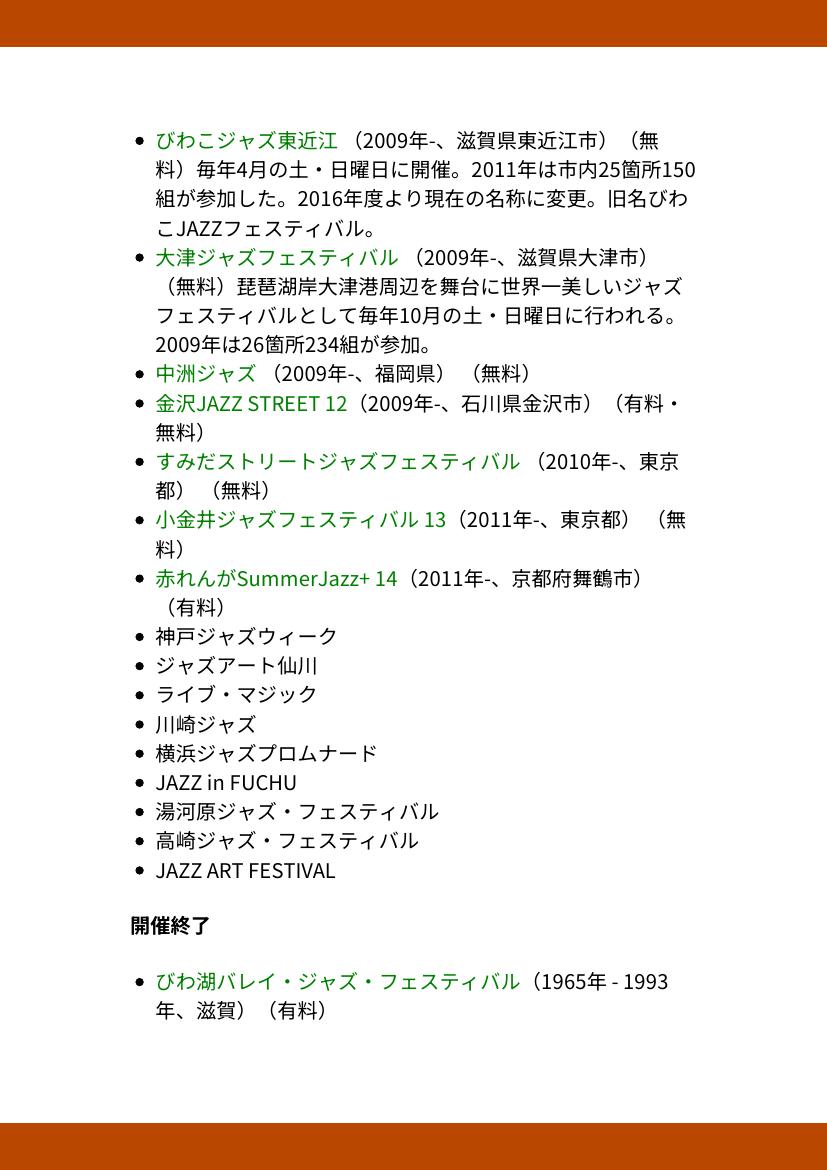 びわこジャズ東近江 （2009年-、滋賀県東近江市）（無
料）毎年4月の土・日曜日に開催。2011年は市内25箇所150
組が参加した。2016年度より現在の名称に変更。旧名びわ
こJAZZフェスティバル。
大津ジャズフェスティバル （2009年-、滋賀県大津市）
（無料）琵琶湖岸大津港周辺を舞台に世界一美しいジャズ
フェスティバルとして毎年10月の土・日曜日に行われる。
2009年は26箇所234組が参加。
中洲ジャズ （2009年-、福岡県） （無料）
金沢JAZZ STREET 12（2009年-、石川県金沢市）（有料・
無料）
すみだストリートジャズフェスティバル （2010年-、東京
都） （無料）
小金井ジャズフェスティバル 13（2011年-、東京都） （無
料）
赤れんがSummerJazz+ 14（2011年-、京都府舞鶴市）
（有料）
神戸ジャズウィーク
ジャズアート仙川
ライブ・マジック
川崎ジャズ
横浜ジャズプロムナード
JAZZ in FUCHU
湯河原ジャズ・フェスティバル
高崎ジャズ・フェスティバル
JAZZ ART FESTIVAL
開催終了
びわ湖バレイ・ジャズ・フェスティバル（1965年 - 1993
年、滋賀）（有料）